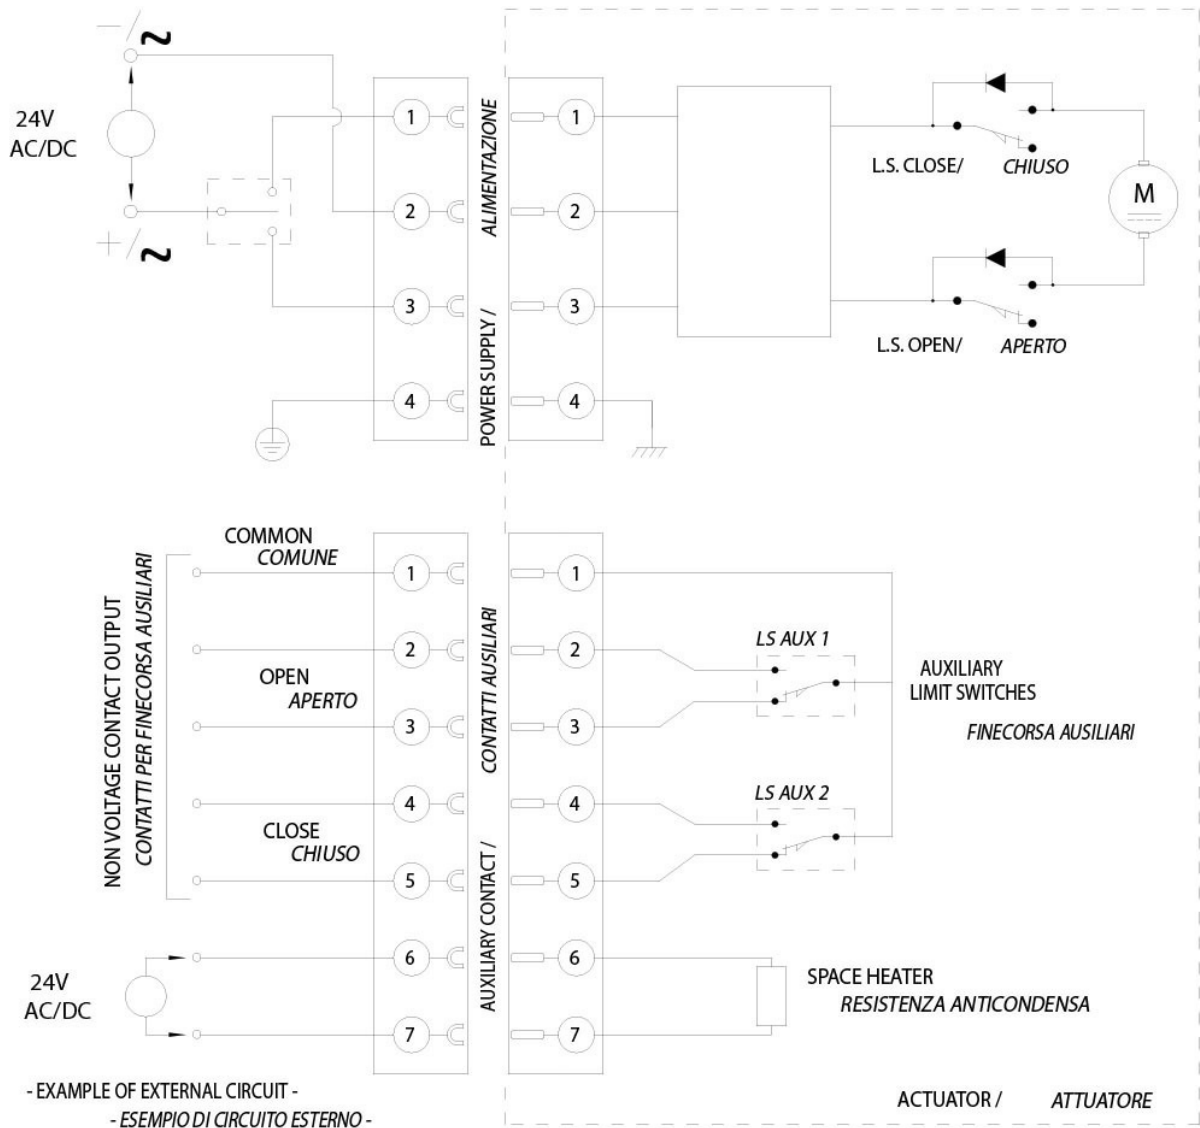 24V
AC/DC
1
2
3
4
POWER SUPPLY / ALIMENTAZIONE
1
2
3
4
L.S. CLOSE/ CHIUSO
L.S. OPEN/ APERTO
M
NON VOLTAGE CONTACT OUTPUT
CONTATTI PER FINECORSA AUSILIARI
COMMON
COMUNE
OPEN
APERTO
CLOSE
CHIUSO
24V
AC/DC
1
2
3
4
5
6
7
AUXILIARY CONTACT / CONTATTI AUSILIARI
1
2
3
4
5
6
7
LS AUX 1
LS AUX 2
AUXILIARY
LIMIT SWITCHES
FINECORSA AUSILIARI
SPACE HEATER
RESISTENZA ANTICONDENSA
- EXAMPLE OF EXTERNAL CIRCUIT -
- ESEMPIO DI CIRCUITO ESTERNO -
ACTUATOR / ATTUATORE